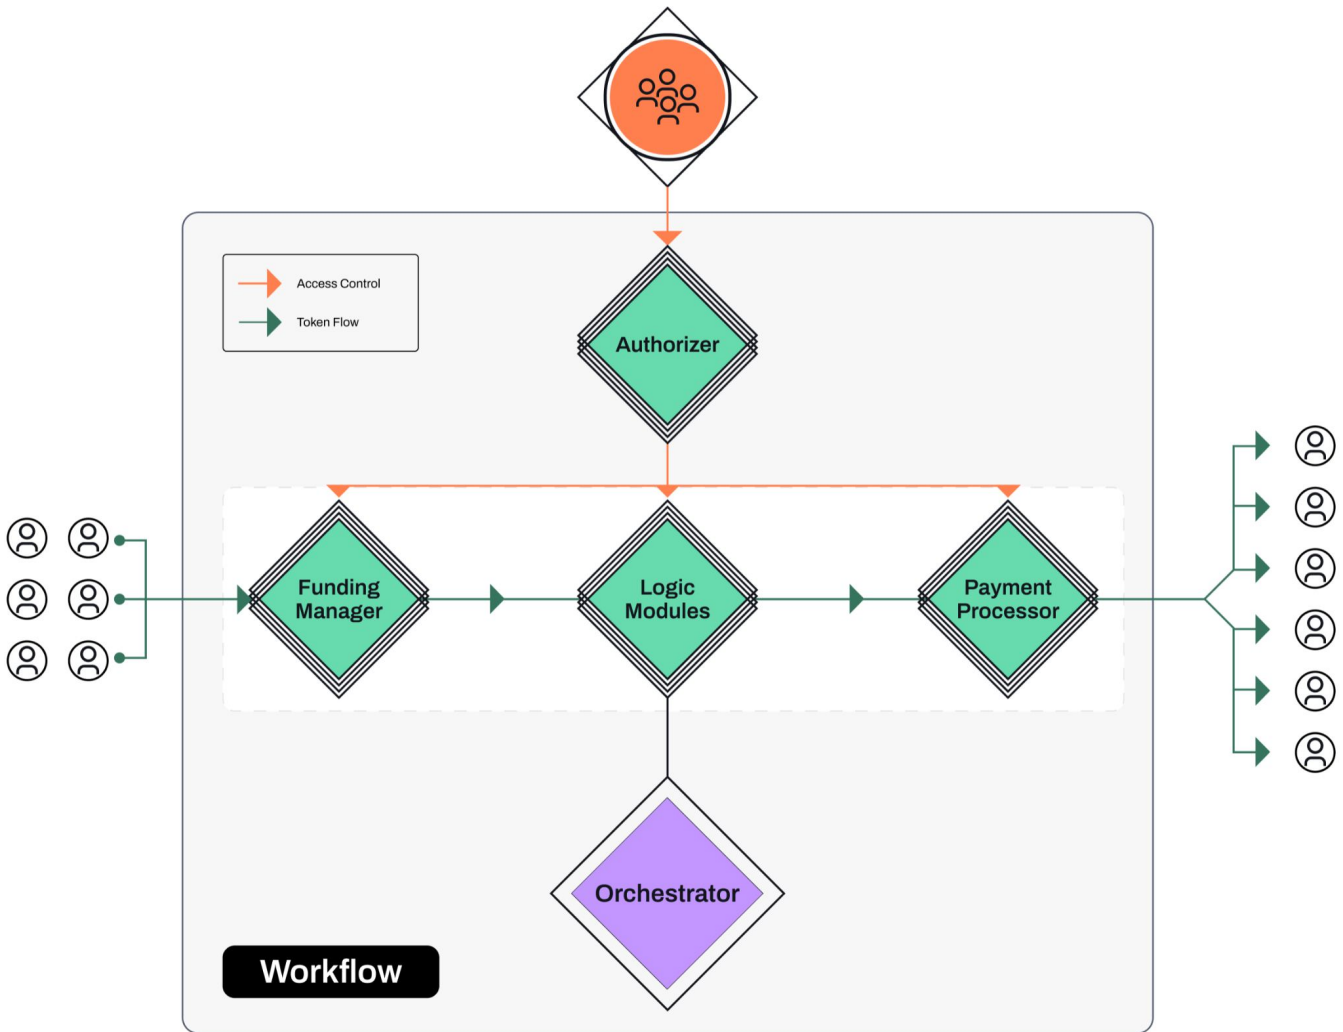 Access Control
Token Flow
Authorizer
Funding
Manager
Logic
Modules
Payment
Processor
Orchestrator
Workflow